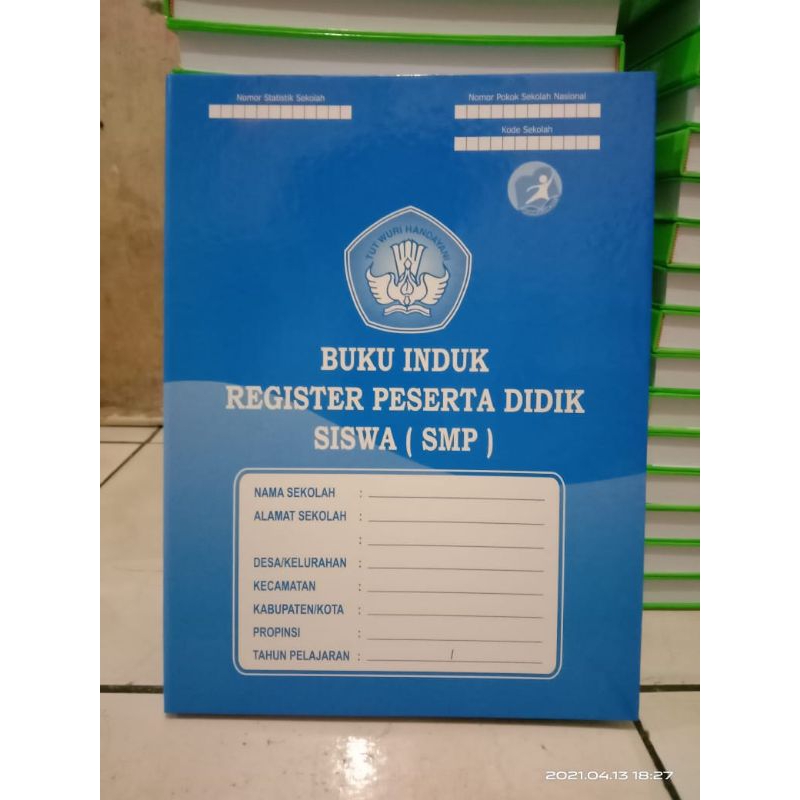 Nomor Statistik Sekolah
Nomor Pokok Sekolah Nasional
Kode Sekolah
TUT WURI HANDAYANI
BUKU INDUK
REGISTER PESERTA DIDIK
SISWA ( SMP )
NAMA SEKOLAH :
ALAMAT SEKOLAH :
:
DESA/KELURAHAN :
KECAMATAN :
KABUPATEN/KOTA :
PROPINSI :
TAHUN PELAJARAN : /
2021.04.13 18:27